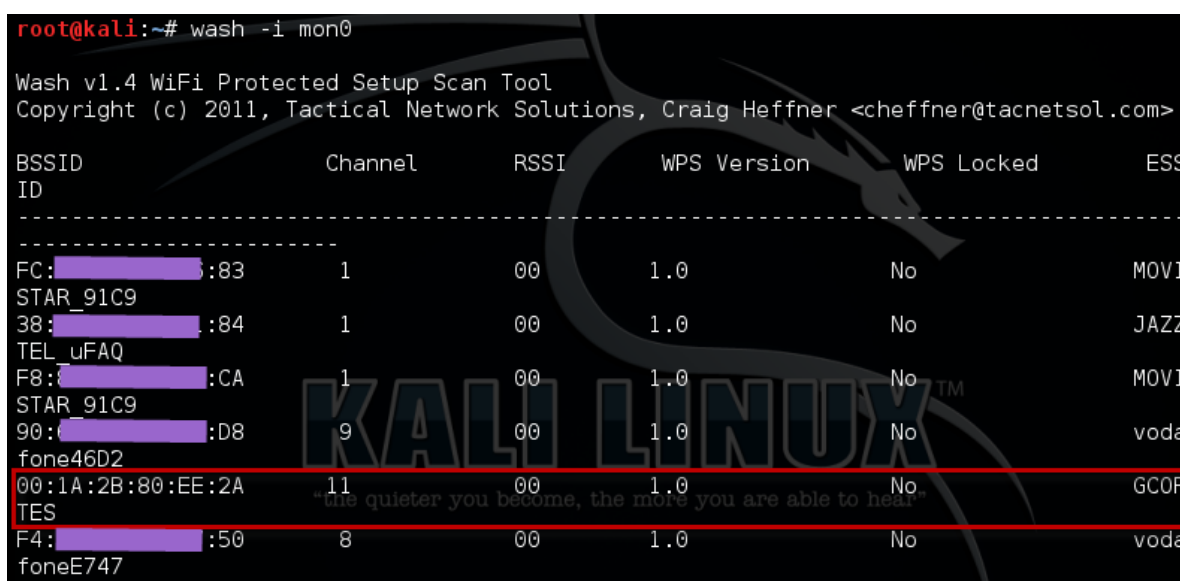 root@kali:~# wash -i mon0
Wash v1.4 WiFi Protected Setup Scan Tool
Copyright (c) 2011, Tactical Network Solutions, Craig Heffner <cheffner@tacnetsol.com>
BSSID Channel RSSI WPS Version WPS Locked ESS
ID
--------------------------------------------------------------------------------
------------------------
FC: :83 1 00 1.0 No MOVI
STAR_91C9
38: :84 1 00 1.0 No JAZZ
TEL_uFAQ
F8: :CA 1 00 1.0 No MOVI
STAR_91C9
90: :D8 9 00 1.0 No voda
fone46D2
KALI LINUX TM
00:1A:2B:80:EE:2A 11 00 1.0 No GCOR
TES
"the quieter you become, the more you are able to hear"
F4: :50 8 00 1.0 No voda
foneE747